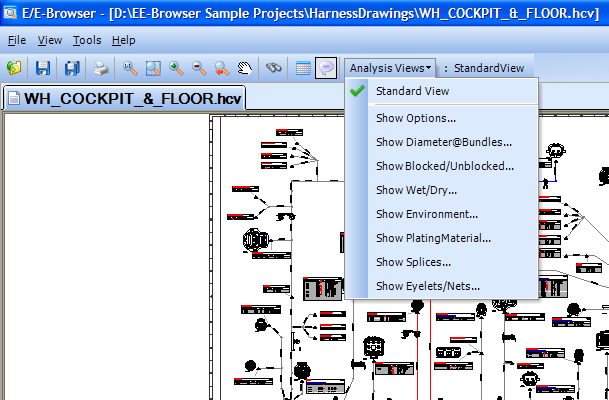 E/E-Browser - [D:\EE-Browser Sample Projects\HarnessDrawings\WH_COCKPIT_&_FLOOR.hcv]
File View Tools Help
Analysis Views : StandardView
WH_COCKPIT_&_FLOOR.hcv
Standard View
Show Options...
Show Diameter@Bundles...
Show Blocked/Unblocked...
Show Wet/Dry...
Show Environment...
Show PlatingMaterial...
Show Splices...
Show Eyelets/Nets...